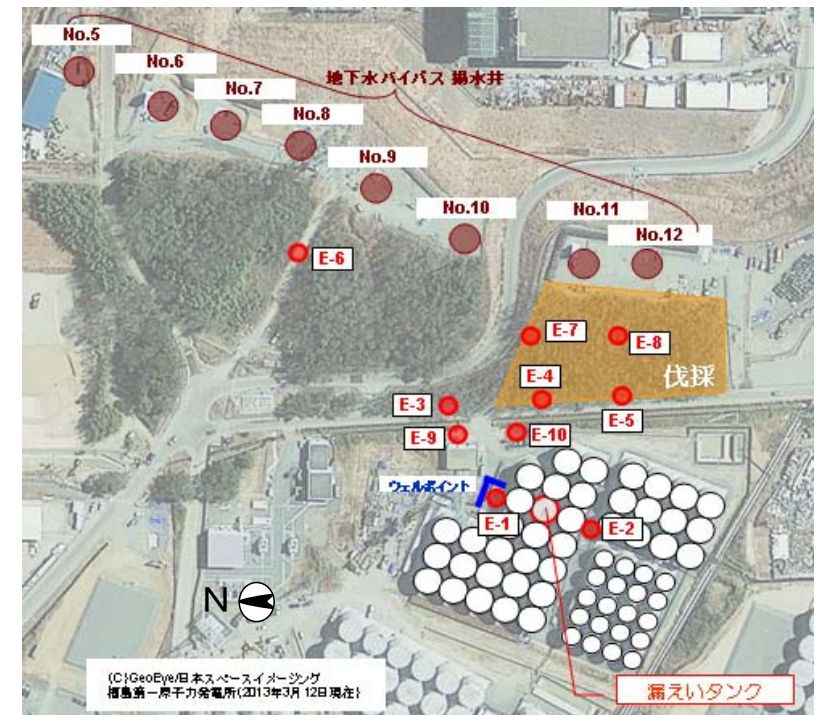 No.5
No.6
No.7
No.8
地下水バイパス 揚水井
No.9
No.10
No.11
No.12
E-6
E-7
E-8
伐採
E-4
E-3
E-5
E-9
E-10
ウェルポイント
E-1
E-2
N
(C)GeoEye/日本スペースイメージング
福島第一原子力発電所(2013年3月12日現在)
漏えいタンク